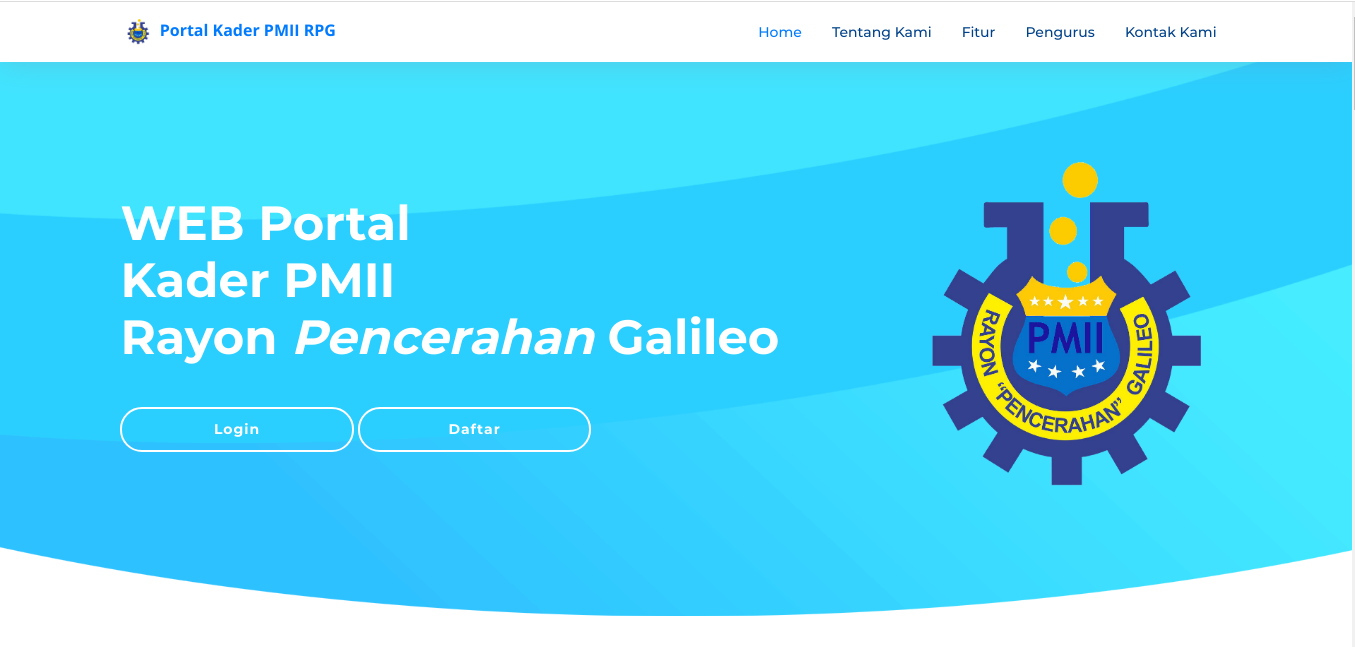 Portal Kader PMII RPG
Home
Tentang Kami
Fitur
Pengurus
Kontak Kami
WEB Portal
Kader PMII
Rayon Pencerahan Galileo
Login
Daftar
PMII
RAYON "PENCERAHAN" GALILEO